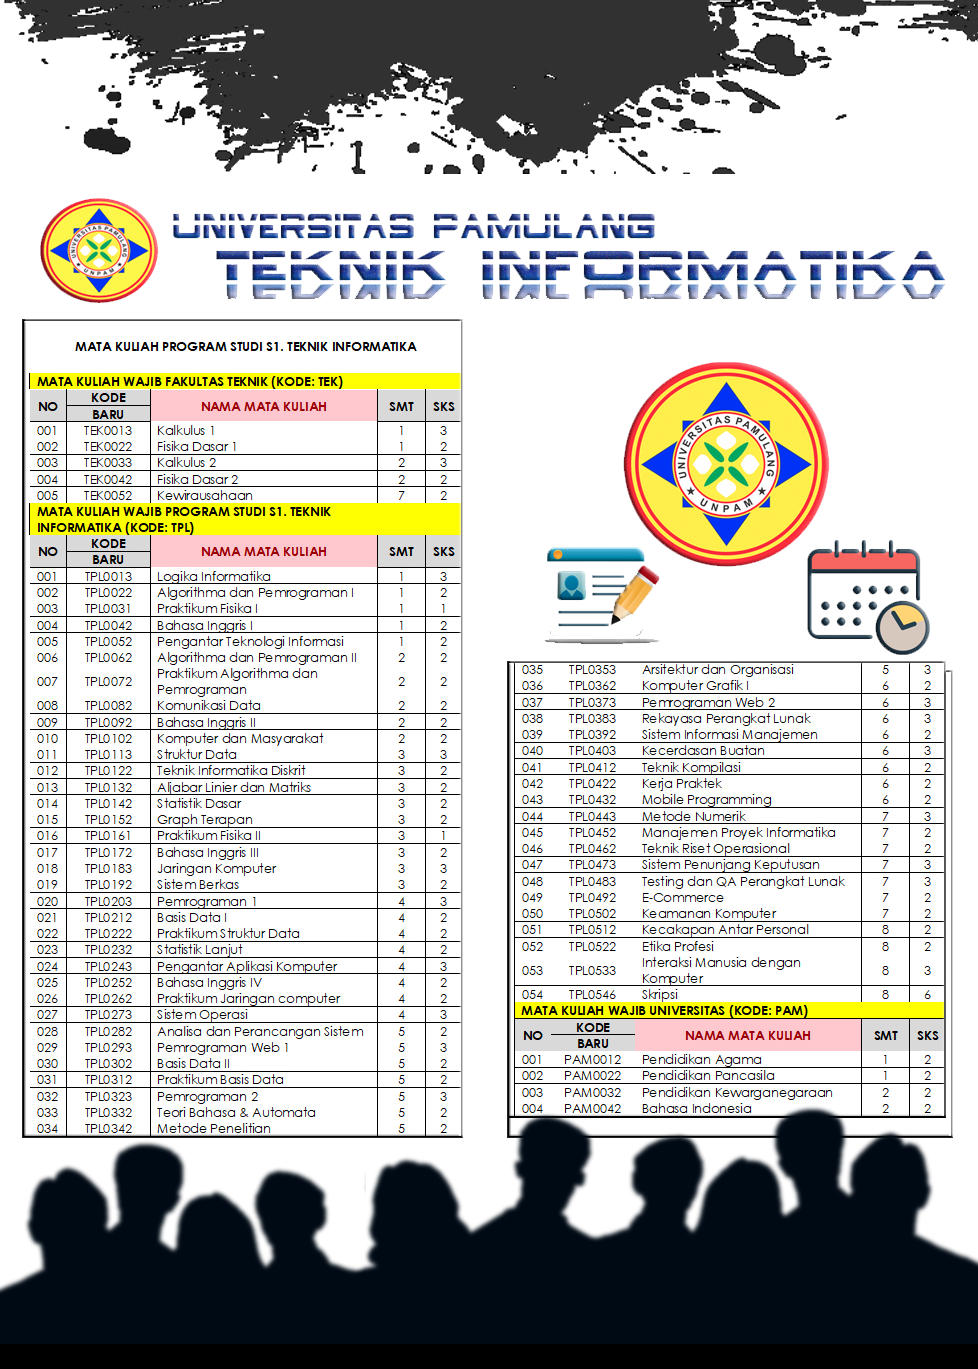 UNIVERSITAS PAMULANG
TEKNIK INFORMATIKA
UNIVERSITAS PAMULANG
UNPAM
MATA KULIAH PROGRAM STUDI S1. TEKNIK INFORMATIKA
MATA KULIAH WAJIB FAKULTAS TEKNIK (KODE: TEK)
NO KODE BARU NAMA MATA KULIAH SMT SKS
001 TEK0013 Kalkulus 1 1 3
002 TEK0022 Fisika Dasar 1 1 2
003 TEK0033 Kalkulus 2 2 3
004 TEK0042 Fisika Dasar 2 2 2
005 TEK0052 Kewirausahaan 7 2
MATA KULIAH WAJIB PROGRAM STUDI S1. TEKNIK
INFORMATIKA (KODE: TPL)
NO KODE BARU NAMA MATA KULIAH SMT SKS
001 TPL0013 Logika Informatika 1 3
002 TPL0022 Algorithma dan Pemrograman I 1 2
003 TPL0031 Praktikum Fisika I 1 1
004 TPL0042 Bahasa Inggris I 1 2
005 TPL0052 Pengantar Teknologi Informasi 1 2
006 TPL0062 Algorithma dan Pemrograman II 2 2
007 TPL0072 Praktikum Algorithma dan
Pemrograman 2 2
008 TPL0082 Komunikasi Data 2 2
009 TPL0092 Bahasa Inggris II 2 2
010 TPL0102 Komputer dan Masyarakat 2 2
011 TPL0113 Struktur Data 3 3
012 TPL0122 Teknik Informatika Diskrit 3 2
013 TPL0132 Aljabar Linier dan Matriks 3 2
014 TPL0142 Statistik Dasar 3 2
015 TPL0152 Graph Terapan 3 2
016 TPL0161 Praktikum Fisika II 3 1
017 TPL0172 Bahasa Inggris III 3 2
018 TPL0183 Jaringan Komputer 3 3
019 TPL0192 Sistem Berkas 3 2
020 TPL0203 Pemrograman 1 4 3
021 TPL0212 Basis Data I 4 2
022 TPL0222 Praktikum Struktur Data 4 2
023 TPL0232 Statistik Lanjut 4 2
024 TPL0243 Pengantar Aplikasi Komputer 4 3
025 TPL0252 Bahasa Inggris IV 4 2
026 TPL0262 Praktikum Jaringan computer 4 2
027 TPL0273 Sistem Operasi 4 3
028 TPL0282 Analisa dan Perancangan Sistem 5 2
029 TPL0293 Pemrograman Web 1 5 3
030 TPL0302 Basis Data II 5 2
031 TPL0312 Praktikum Basis Data 5 2
032 TPL0323 Pemrograman 2 5 3
033 TPL0332 Teori Bahasa & Automata 5 2
034 TPL0342 Metode Penelitian 5 2
UNIVERSITAS PAMULANG
UNPAM
035 TPL0353 Arsitektur dan Organisasi 5 3
036 TPL0362 Komputer Grafik I 6 2
037 TPL0373 Pemrograman Web 2 6 3
038 TPL0383 Rekayasa Perangkat Lunak 6 3
039 TPL0392 Sistem Informasi Manajemen 6 2
040 TPL0403 Kecerdasan Buatan 6 3
041 TPL0412 Teknik Kompilasi 6 2
042 TPL0422 Kerja Praktek 6 2
043 TPL0432 Mobile Programming 6 2
044 TPL0443 Metode Numerik 7 3
045 TPL0452 Manajemen Proyek Informatika 7 2
046 TPL0462 Teknik Riset Operasional 7 2
047 TPL0473 Sistem Penunjang Keputusan 7 3
048 TPL0483 Testing dan QA Perangkat Lunak 7 3
049 TPL0492 E-Commerce 7 2
050 TPL0502 Keamanan Komputer 7 2
051 TPL0512 Kecakapan Antar Personal 8 2
052 TPL0522 Etika Profesi 8 2
053 TPL0533 Interaksi Manusia dengan
Komputer 8 3
054 TPL0546 Skripsi 8 6
MATA KULIAH WAJIB UNIVERSITAS (KODE: PAM)
NO KODE BARU NAMA MATA KULIAH SMT SKS
001 PAM0012 Pendidikan Agama 1 2
002 PAM0022 Pendidikan Pancasila 1 2
003 PAM0032 Pendidikan Kewarganegaraan 2 2
004 PAM0042 Bahasa Indonesia 2 2